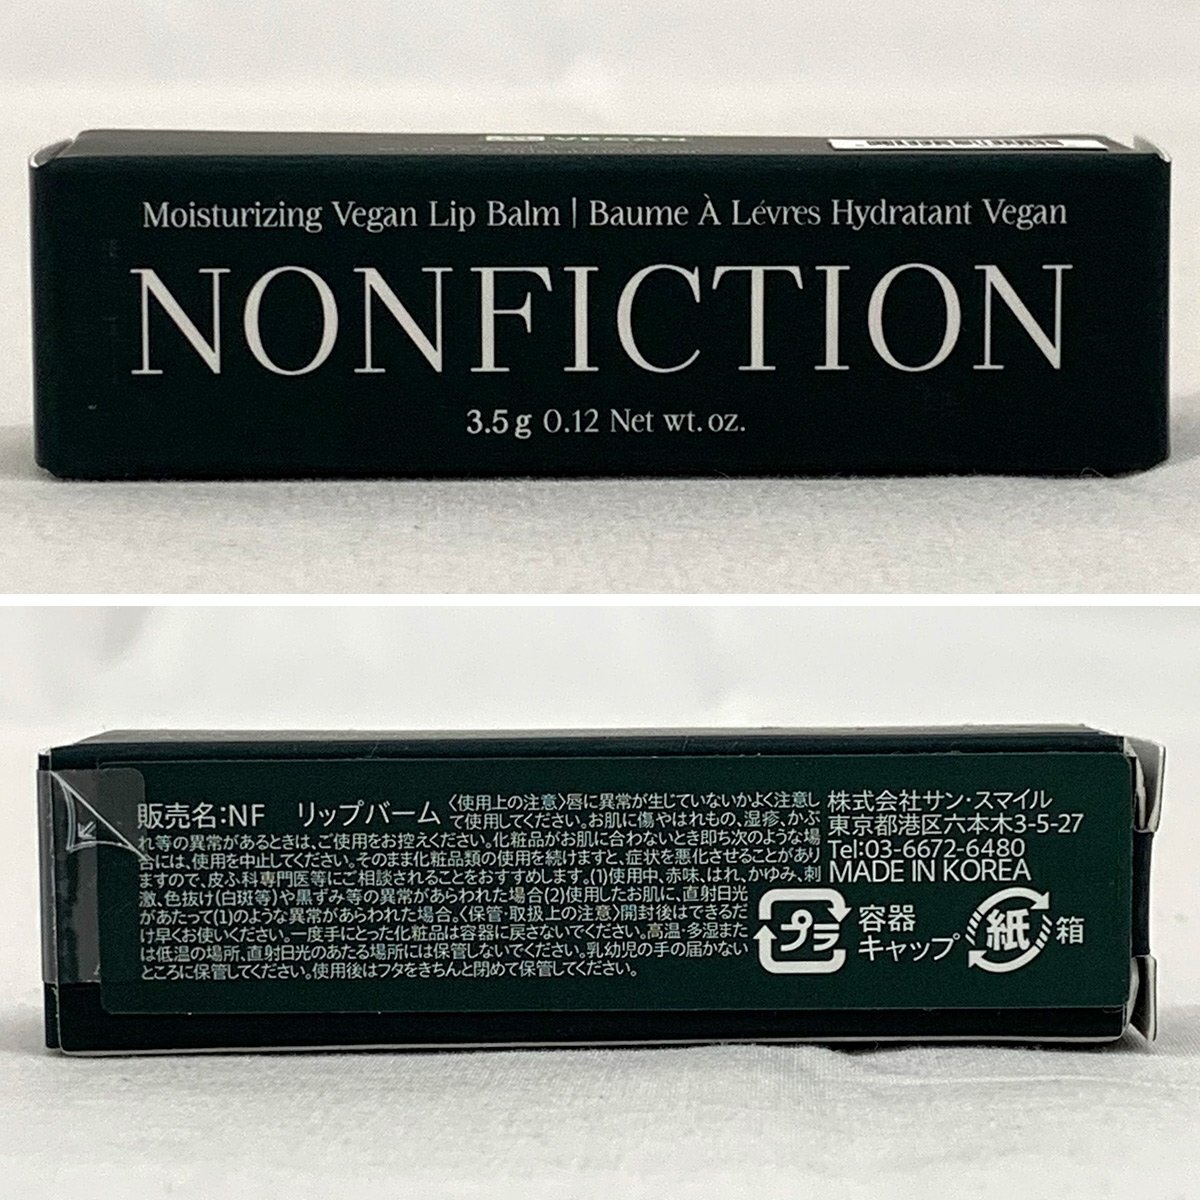 VEGAN
Moisturizing Vegan Lip Balm | Baume À Lévres Hydratant Vegan
NONFICTION
3.5 g 0.12 Net wt. oz.
販売名:NF リップバーム〈使用上の注意〉唇に異常が生じていないかよく注意し
て使用してください。お肌に傷やはれもの、湿疹、かぶ
れ等の異常があるときは、ご使用をお控えください。化粧品がお肌に合わないとき即ち次のような場
合には、使用を中止してください。そのまま化粧品類の使用を続けますと、症状を悪化させることがあり
ますので、皮ふ科専門医等にご相談されることをおすすめします。(1)使用中、赤味、はれ、かゆみ、刺
激、色抜け(白斑等)や黒ずみ等の異常があらわれた場合(2)使用したお肌に、直射日光
があたって(1)のような異常があらわれた場合。〈保管・取扱上の注意〉開封後はできるだ
け早くお使いください。一度手にとった化粧品は容器に戻さないでください。高温・多湿また
は低温の場所、直射日光のあたる場所には保管しないでください。乳幼児の手の届かない
ところに保管してください。使用後はフタをきちんと閉めて保管してください。
株式会社サン・スマイル
東京都港区六本木3-5-27
Tel:03-6672-6480
MADE IN KOREA
プラ 容器
キャップ
紙 箱